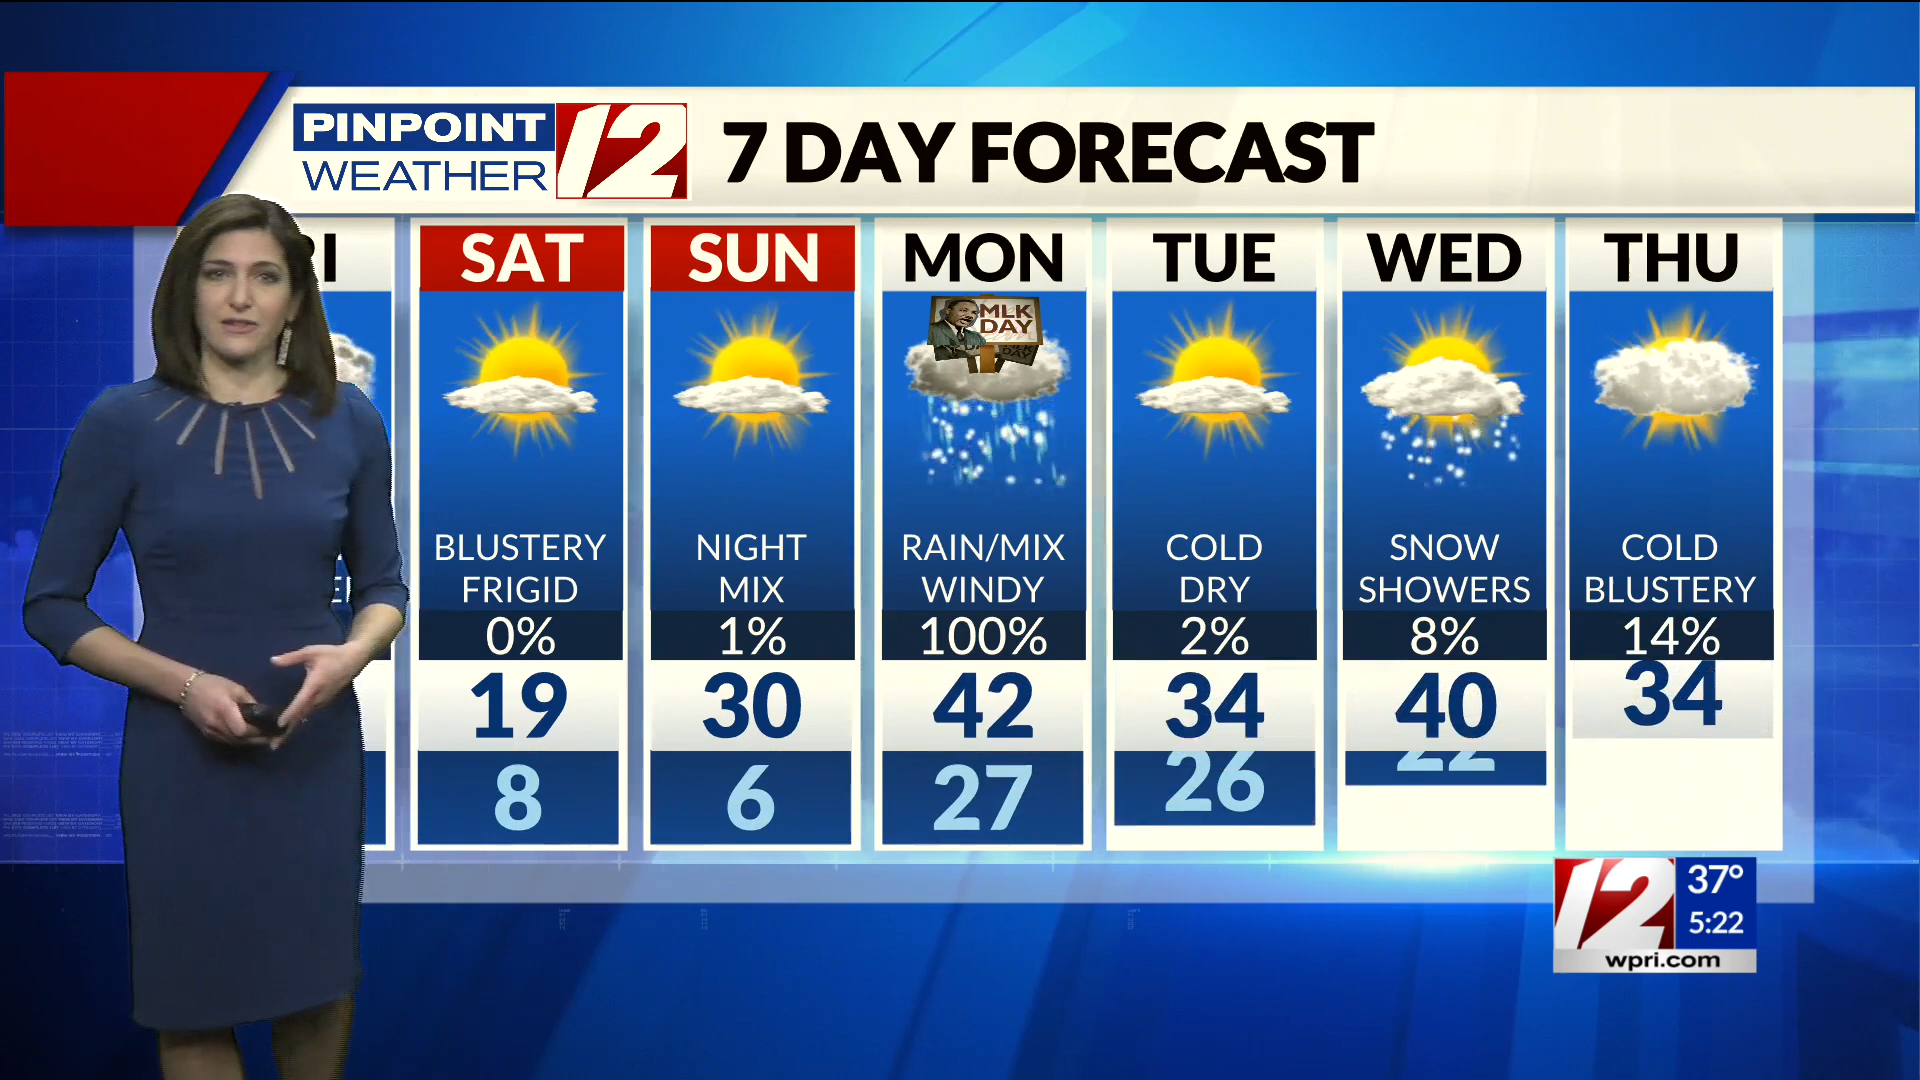 PINPOINT
WEATHER
12
7 DAY FORECAST
SAT
SUN
MON
TUE
WED
THU
MLK
DAY
BLUSTERY
FRIGID
NIGHT
MIX
RAIN/MIX
WINDY
COLD
DRY
SNOW
SHOWERS
COLD
BLUSTERY
0%
1%
100%
2%
8%
14%
19
30
42
34
40
34
8
6
27
26
22
12
37°
5:22
wpri.com